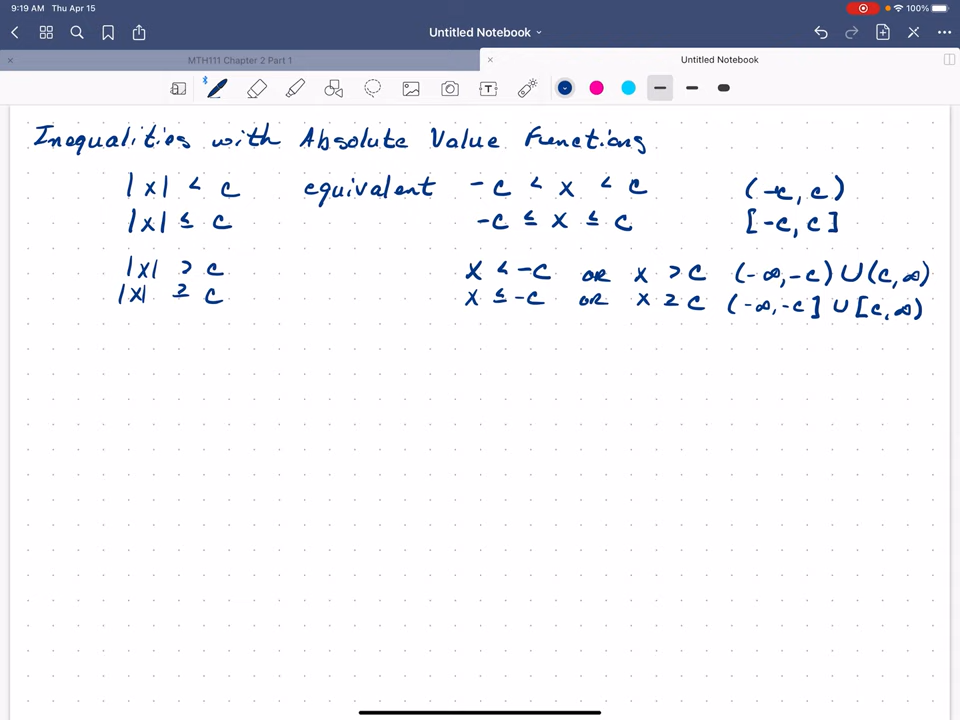 9:19 AM Thu Apr 15 100%
Untitled Notebook
MTH111 Chapter 2 Part 1 Untitled Notebook
Inequalities with Absolute Value Functions
|x| < c equivalent -c < x < c (-c, c)
|x| ≤ c -c ≤ x ≤ c [-c, c]
|x| > c x < -c or x > c (-∞, -c) ∪ (c, ∞)
|x| ≥ c x ≤ -c or x ≥ c (-∞, -c] ∪ [c, ∞)